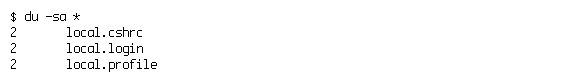 $ du -sa *
2       local.cshrc
2       local.login
2       local.profile